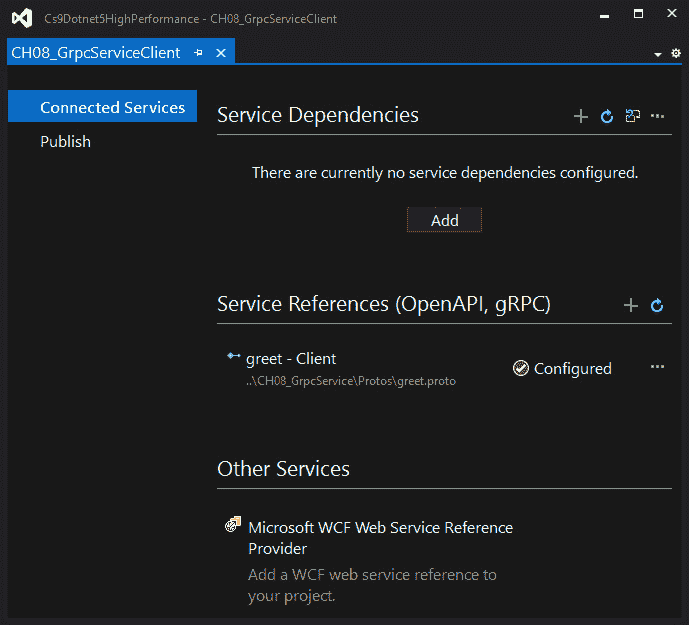 Cs9Dotnet5HighPerformance - CH08_GrpcServiceClient
CH08_GrpcServiceClient
Connected Services
Publish
Service Dependencies
There are currently no service dependencies configured.
Add
Service References (OpenAPI, gRPC)
greet - Client
..\CH08_GrpcService\Protos\greet.proto
Configured
Other Services
Microsoft WCF Web Service Reference
Provider
Add a WCF web service reference to
your project.